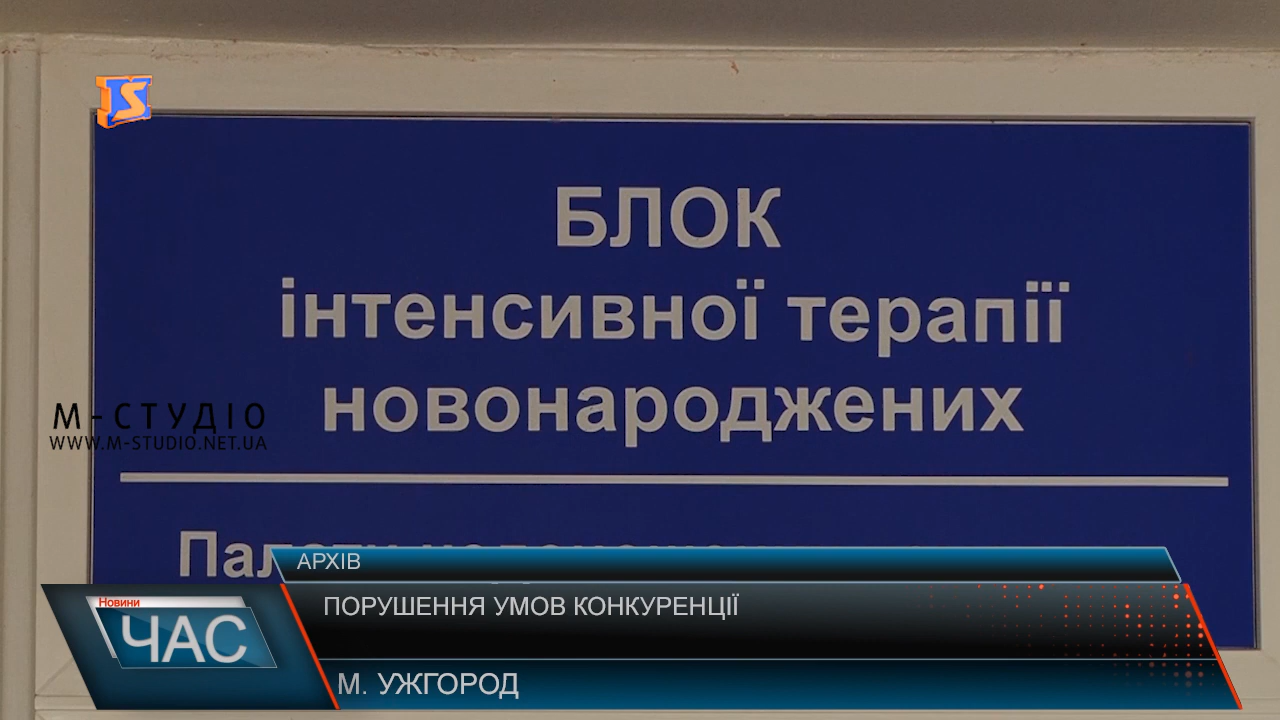 БЛОК
інтенсивної терапії
новонароджених
М-СТУДІО
WWW.M-STUDIO.NET.UA
АРХІВ
Новини
ЧАС
ПОРУШЕННЯ УМОВ КОНКУРЕНЦІЇ
М. УЖГОРОД